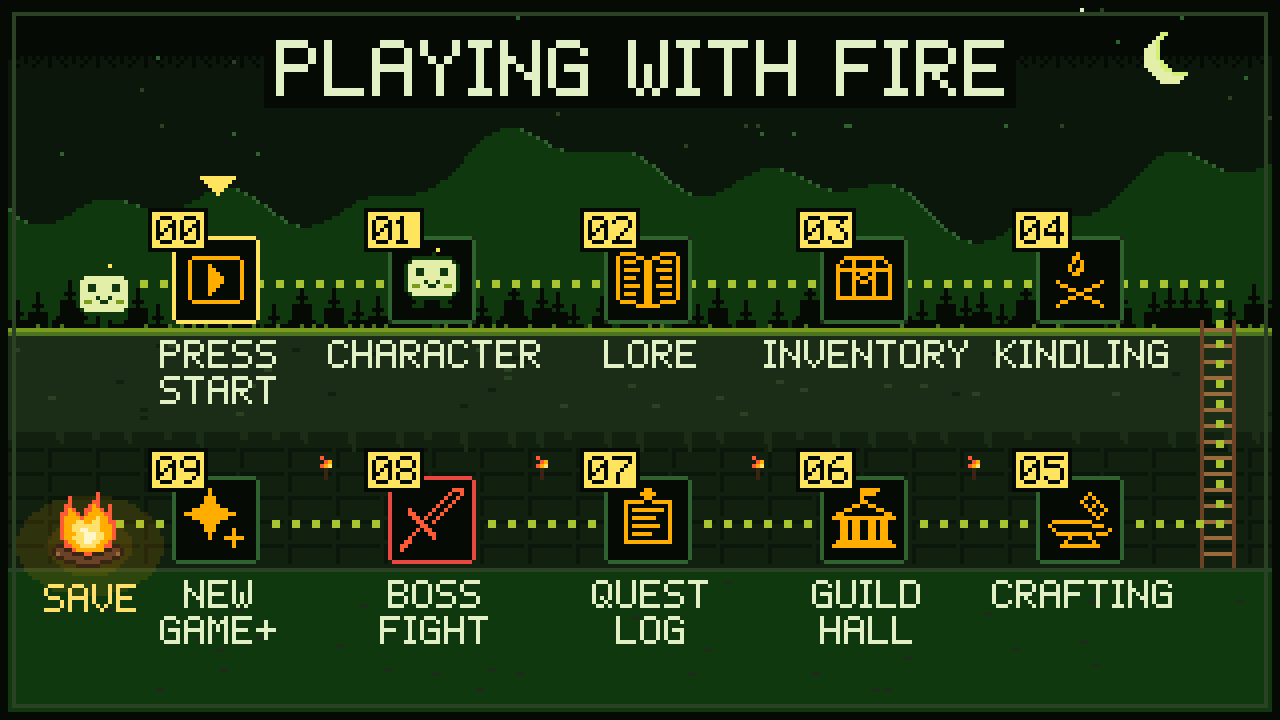 PLAYING WITH FIRE
00
01
02
03
04
PRESS
START
CHARACTER
LORE
INVENTORY
KINDLING
09
08
07
06
05
SAVE
NEW
GAME+
BOSS
FIGHT
QUEST
LOG
GUILD
HALL
CRAFTING